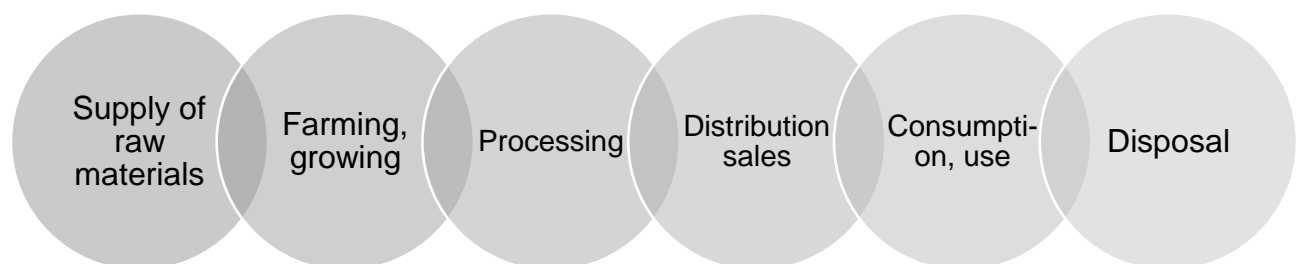 Supply of
raw
materials
Farming,
growing
Processing
Distribution
sales
Consumpti-
on, use
Disposal